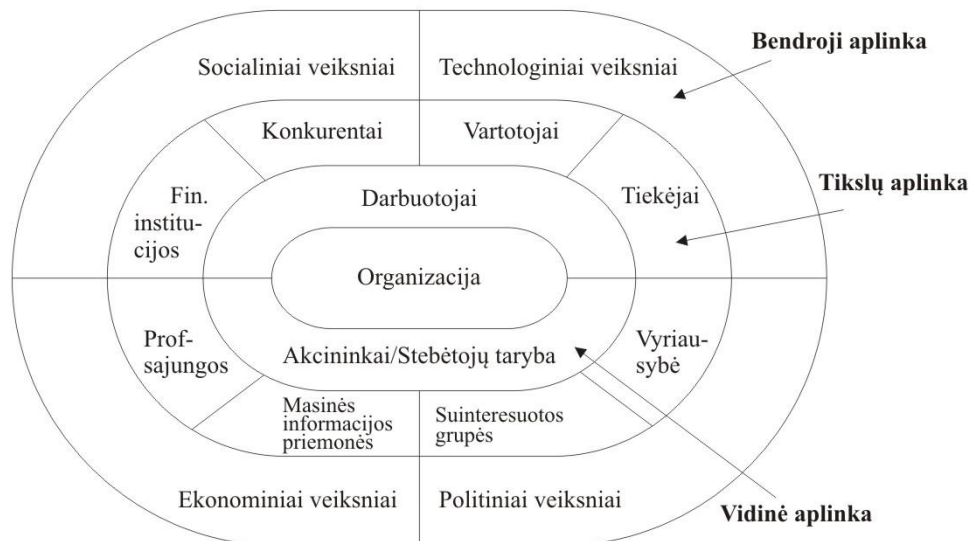 Bendroji aplinka
Socialiniai veiksniai
Technologiniai veiksniai
Konkurentai
Vartotojai
Tikslų aplinka
Fin.
institu-
cijos
Darbuotojai
Tiekėjai
Organizacija
Prof-
sajungos
Akcininkai/Stebėtojų taryba
Vyriau-
sybė
Masinės
informacijos
priemonės
Suinteresuotos
grupės
Ekonominiai veiksniai
Politiniai veiksniai
Vidinė aplinka